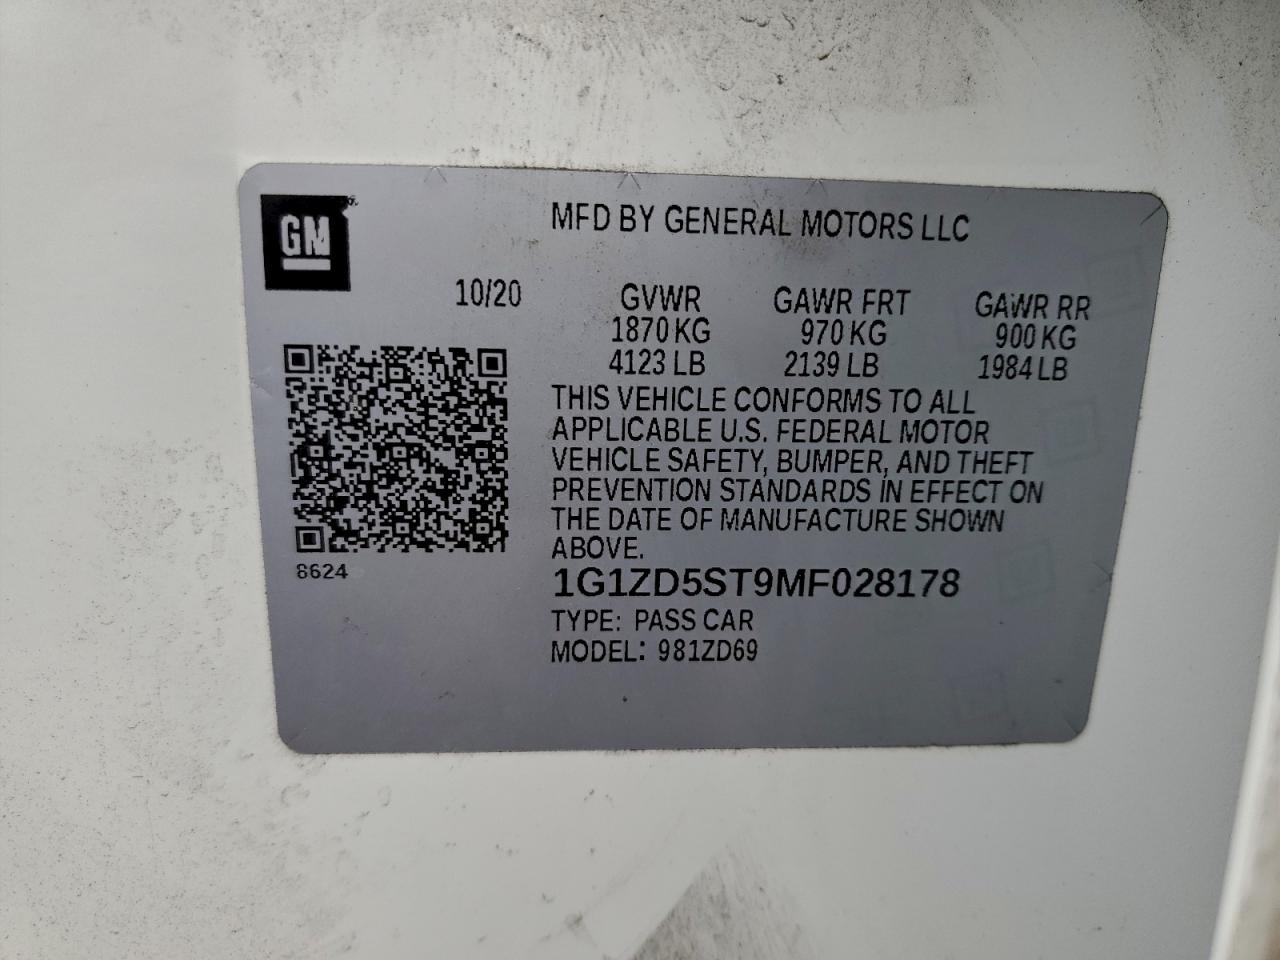 GM
MFD BY GENERAL MOTORS LLC
10/20
GVWR GAWR FRT GAWR RR
1870 KG 970 KG 900 KG
4123 LB 2139 LB 1984 LB
THIS VEHICLE CONFORMS TO ALL
APPLICABLE U.S. FEDERAL MOTOR
VEHICLE SAFETY, BUMPER, AND THEFT
PREVENTION STANDARDS IN EFFECT ON
THE DATE OF MANUFACTURE SHOWN
ABOVE.
8624
1G1ZD5ST9MF028178
TYPE: PASS CAR
MODEL: 981ZD69